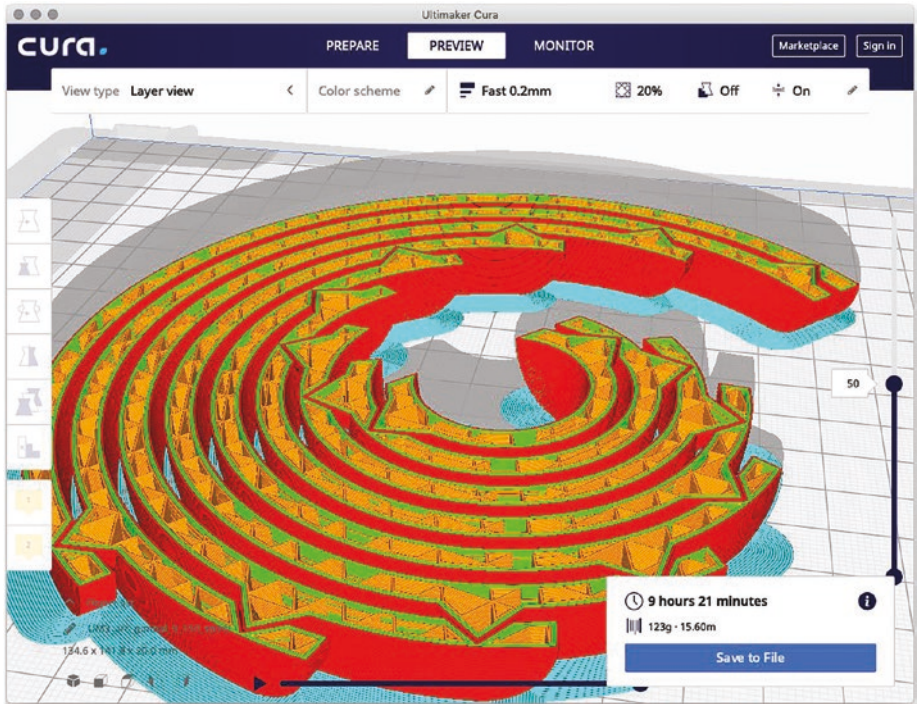 Ultimaker Cura
cura.
PREPARE PREVIEW MONITOR Marketplace Sign in
View type Layer view Color scheme Fast 0.2mm 20% Off On
50
1
2
9 hours 21 minutes
123g · 15.60m
134.6 x 141.8 x 20.0 mm
Save to File